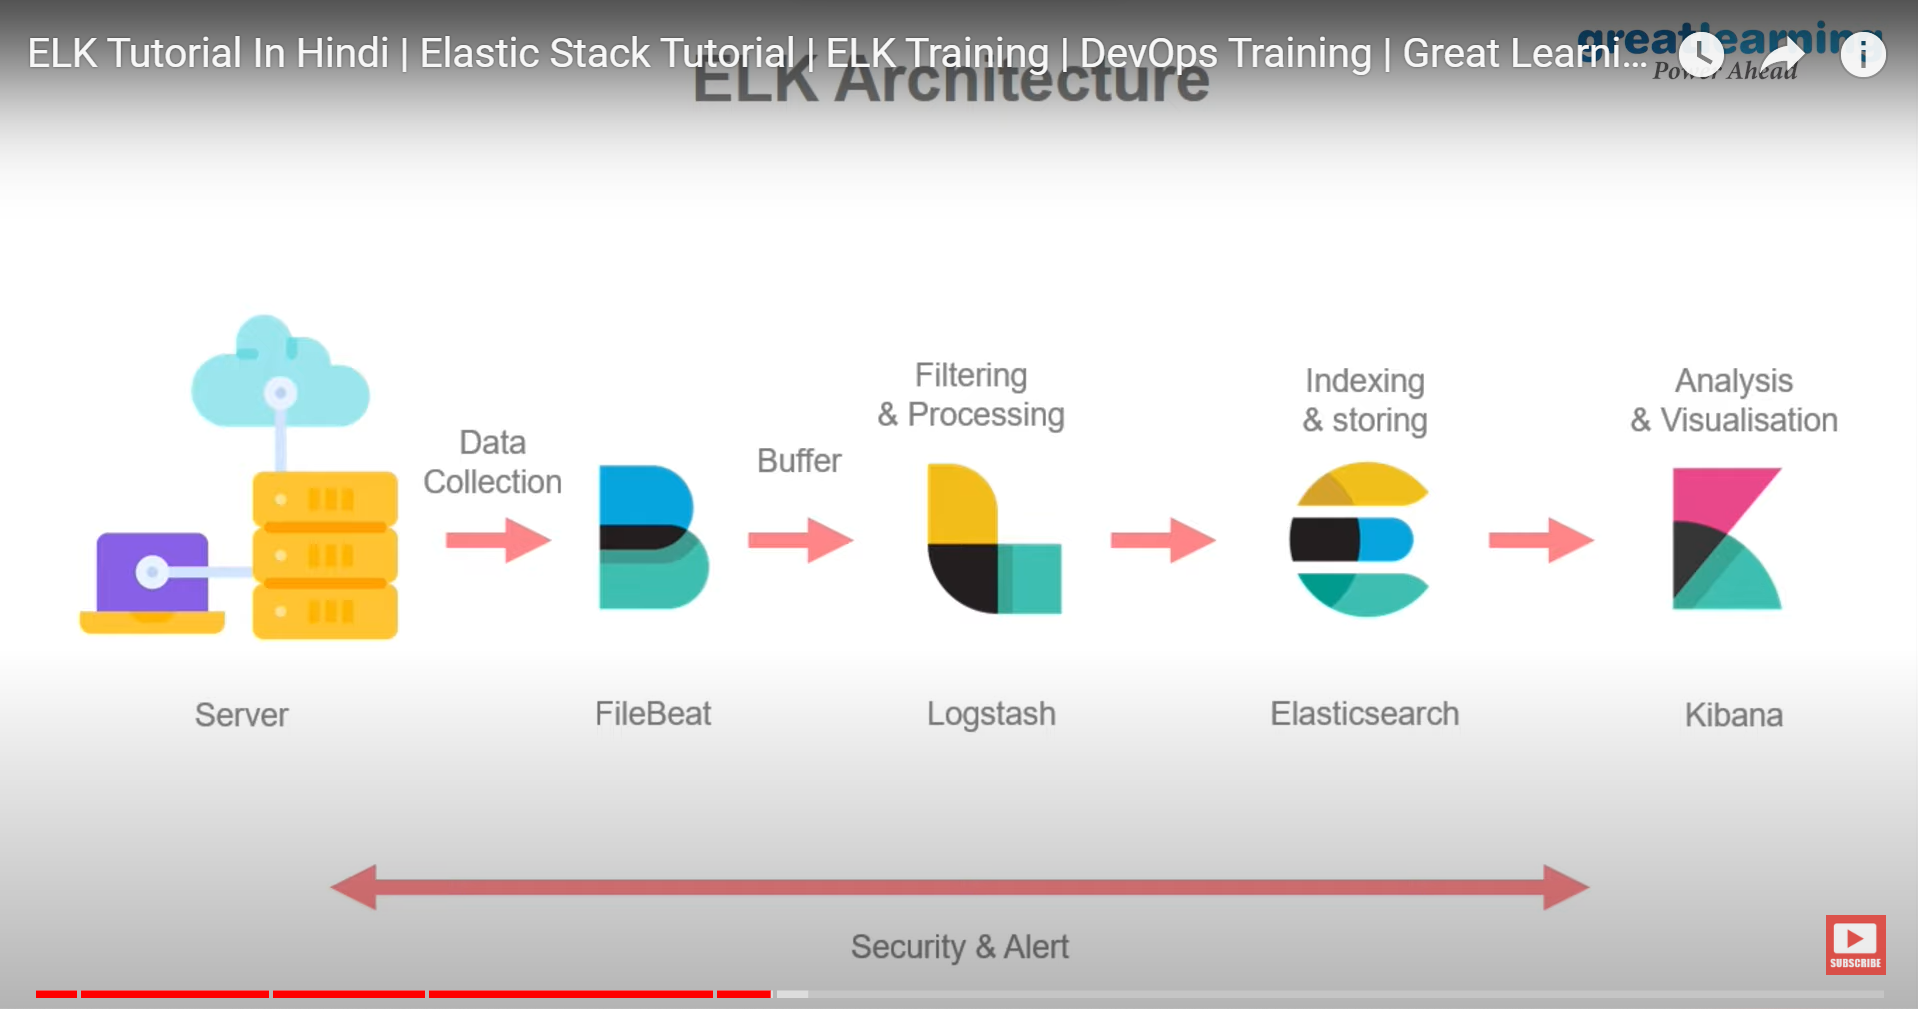 ELK Tutorial In Hindi | Elastic Stack Tutorial | ELK Training | DevOps Training | Great Learni...
greatlearning
Power Ahead
ELK Architecture
Data
Collection
Buffer
Filtering
& Processing
Indexing
& storing
Analysis
& Visualisation
Server
FileBeat
Logstash
Elasticsearch
Kibana
Security & Alert
SUBSCRIBE